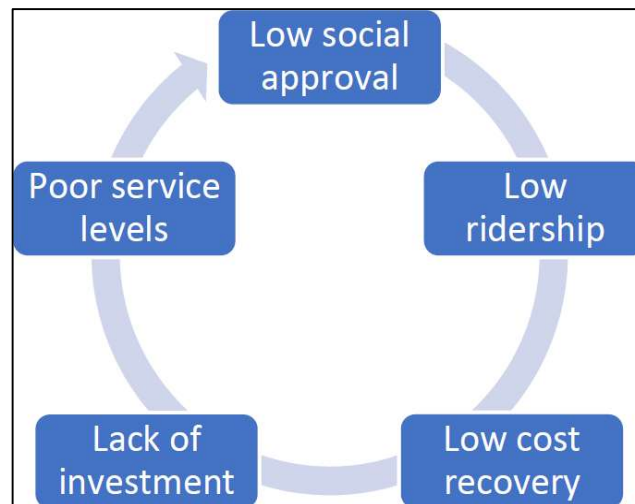 Low social
approval
Low
ridership
Low cost
recovery
Lack of
investment
Poor service
levels